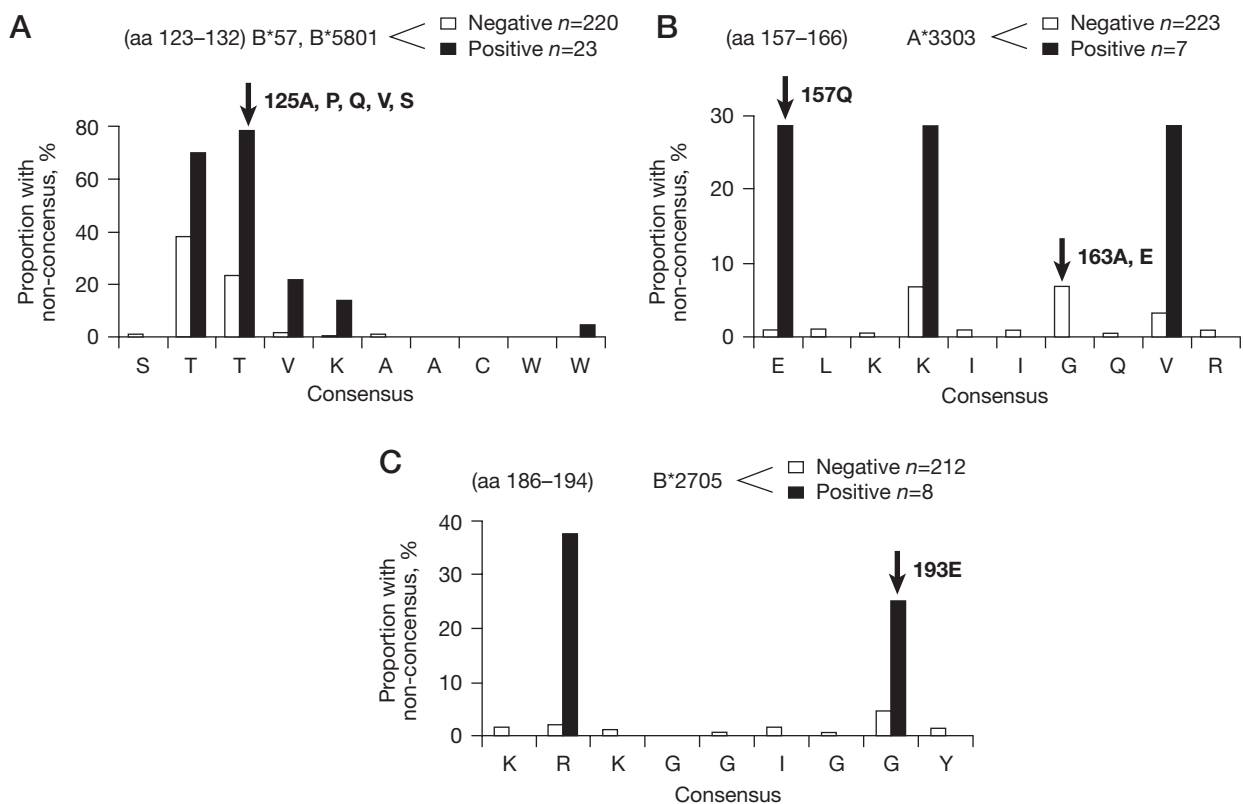 A
(aa 123–132) B*57, B*5801
Negative n=220
Positive n=23
125A, P, Q, V, S
Proportion with
non-concensus, %
80
60
40
20
0
S T T V K A A C W W
Consensus
B
(aa 157–166) A*3303
Negative n=223
Positive n=7
157Q
163A, E
Proportion with
non-concensus, %
30
20
10
0
E L K K I I G Q V R
Consensus
C
(aa 186–194) B*2705
Negative n=212
Positive n=8
193E
Proportion with
non-concensus, %
40
30
20
10
0
K R K G G I G G Y
Consensus